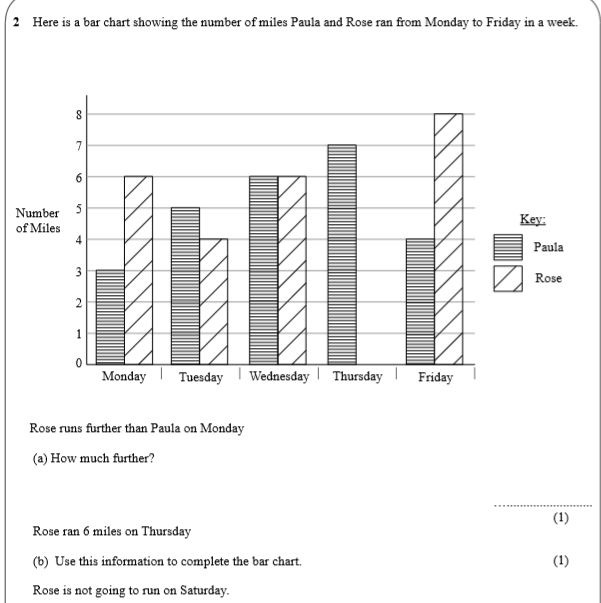 2 Here is a bar chart showing the number of miles Paula and Rose ran from Monday to Friday in a week.
8
7
6
Number 5
of Miles
4
3
2
1
0
Key:
Paula
Rose
Monday | Tuesday | Wednesday | Thursday | Friday |
Rose runs further than Paula on Monday
(a) How much further?
(1)
Rose ran 6 miles on Thursday
(b) Use this information to complete the bar chart. (1)
Rose is not going to run on Saturday.